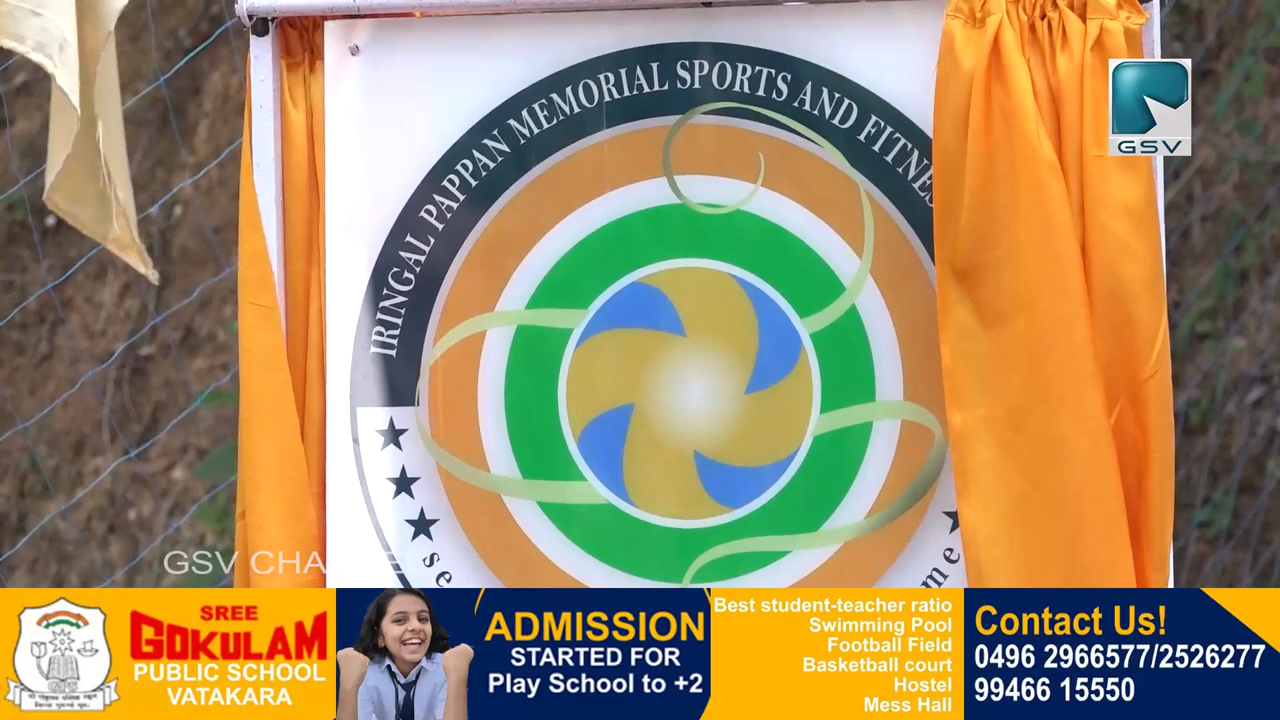 IRINGAL PAPPAN MEMORIAL SPORTS AND FITNES
GSV
GSV CHA
SREE
GOKULAM
PUBLIC SCHOOL
VATAKARA
ADMISSION
STARTED FOR
Play School to +2
Best student-teacher ratio
Swimming Pool
Football Field
Basketball court
Hostel
Mess Hall
Contact Us!
0496 2966577/2526277
99466 15550